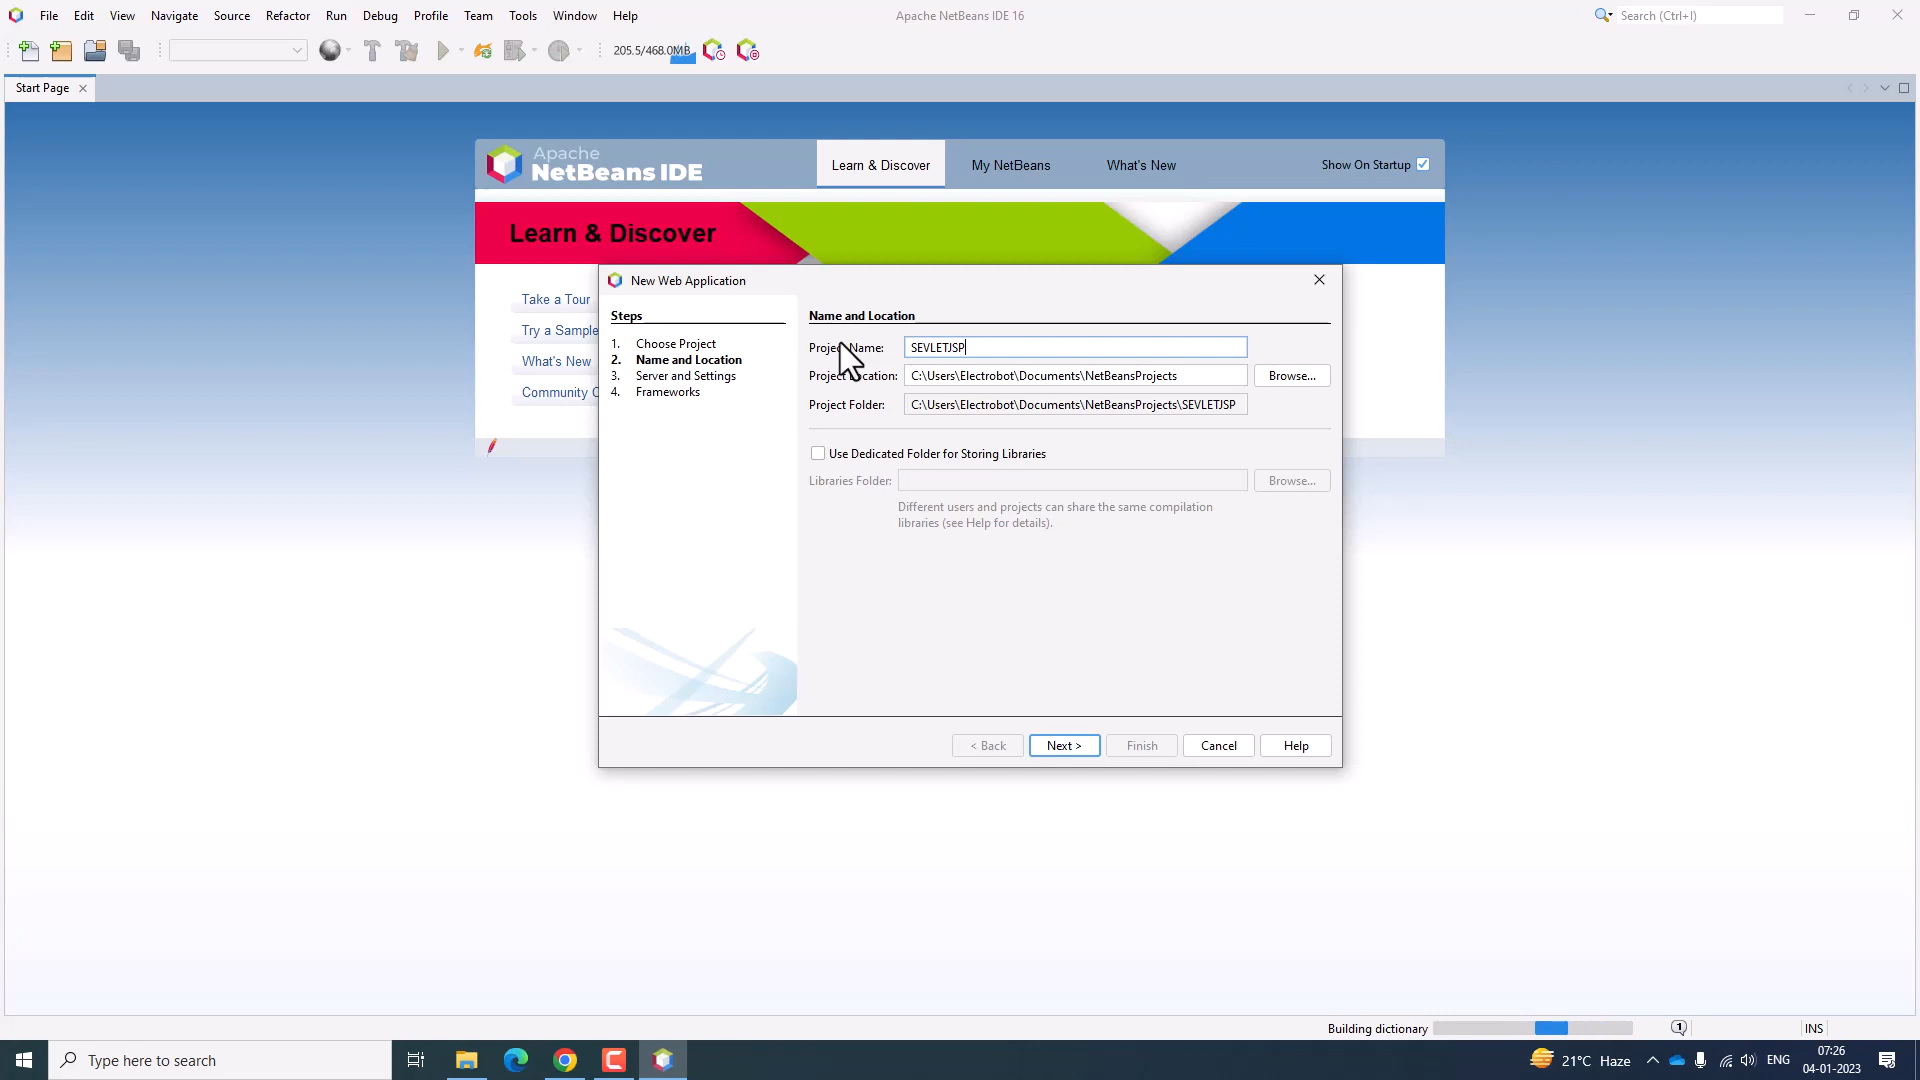 File Edit View Navigate Source Refactor Run Debug Profile Team Tools Window Help
Apache NetBeans IDE 16
Search (Ctrl+I)
205.5/468.0MB
Start Page
Apache
NetBeans IDE
Learn & Discover
My NetBeans
What's New
Show On Startup
Learn & Discover
Take a Tour
Try a Sample
What's New
Community
New Web Application
Steps
1. Choose Project
2. Name and Location
3. Server and Settings
4. Frameworks
Name and Location
Project Name: SEVLETJSP
Project Location: C:\Users\Electrobot\Documents\NetBeansProjects Browse...
Project Folder: C:\Users\Electrobot\Documents\NetBeansProjects\SEVLETJSP
Use Dedicated Folder for Storing Libraries
Libraries Folder: Browse...
Different users and projects can share the same compilation
libraries (see Help for details).
< Back Next > Finish Cancel Help
Building dictionary
1
INS
Type here to search
21°C Haze
ENG
07:26
04-01-2023